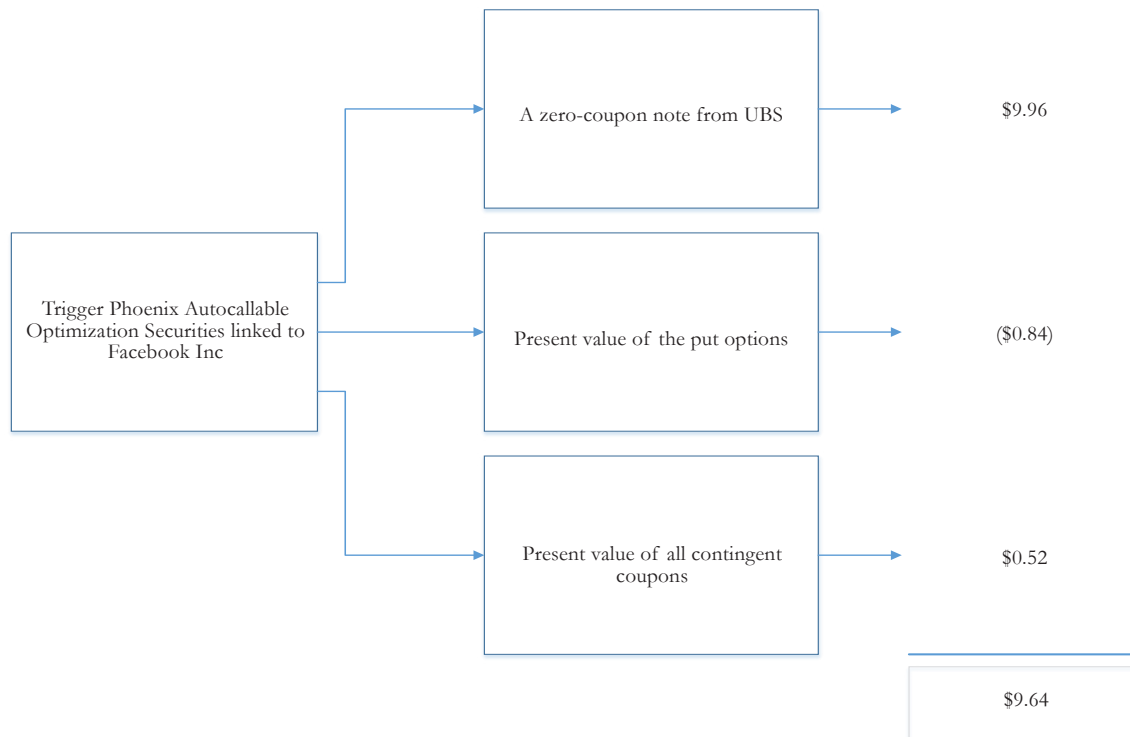 A zero-coupon note from UBS
$9.96
Trigger Phoenix Autocallable
Optimization Securities linked to
Facebook Inc
Present value of the put options
($0.84)
Present value of all contingent
coupons
$0.52
$9.64